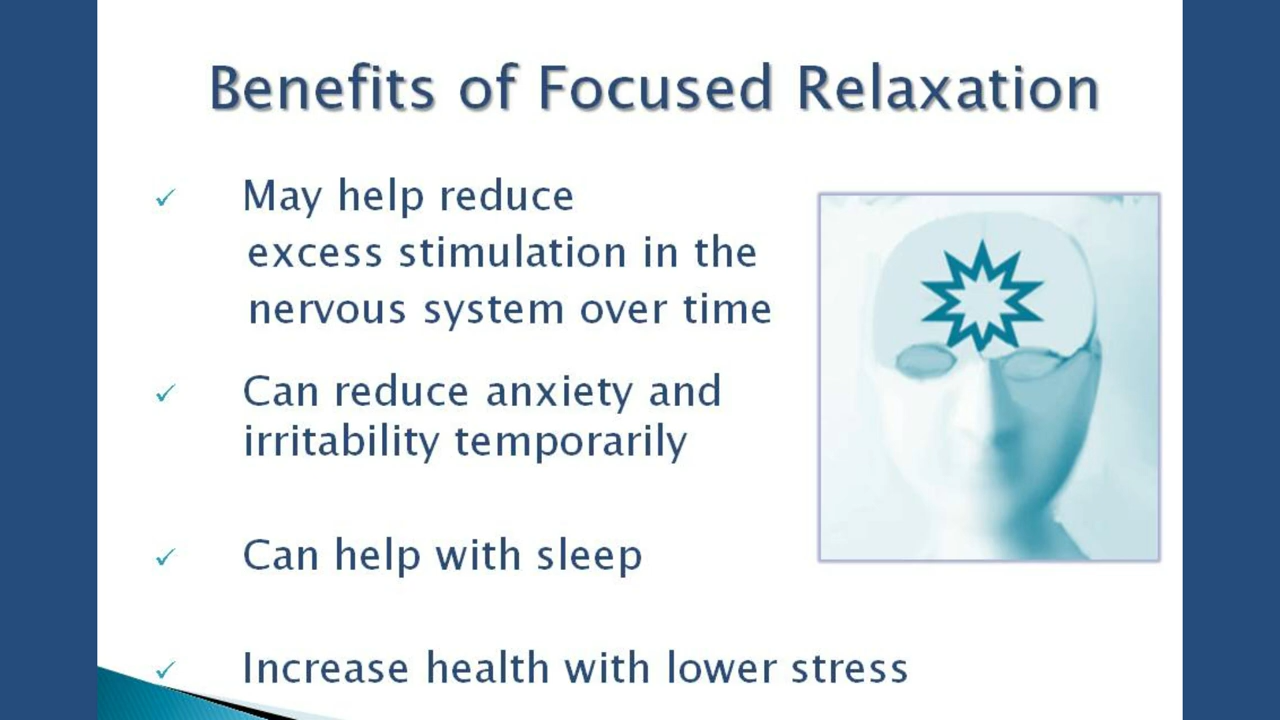 Benefits of Focused Relaxation
✓ May help reduce
excess stimulation in the
nervous system over time
✓ Can reduce anxiety and
irritability temporarily
✓ Can help with sleep
✓ Increase health with lower stress